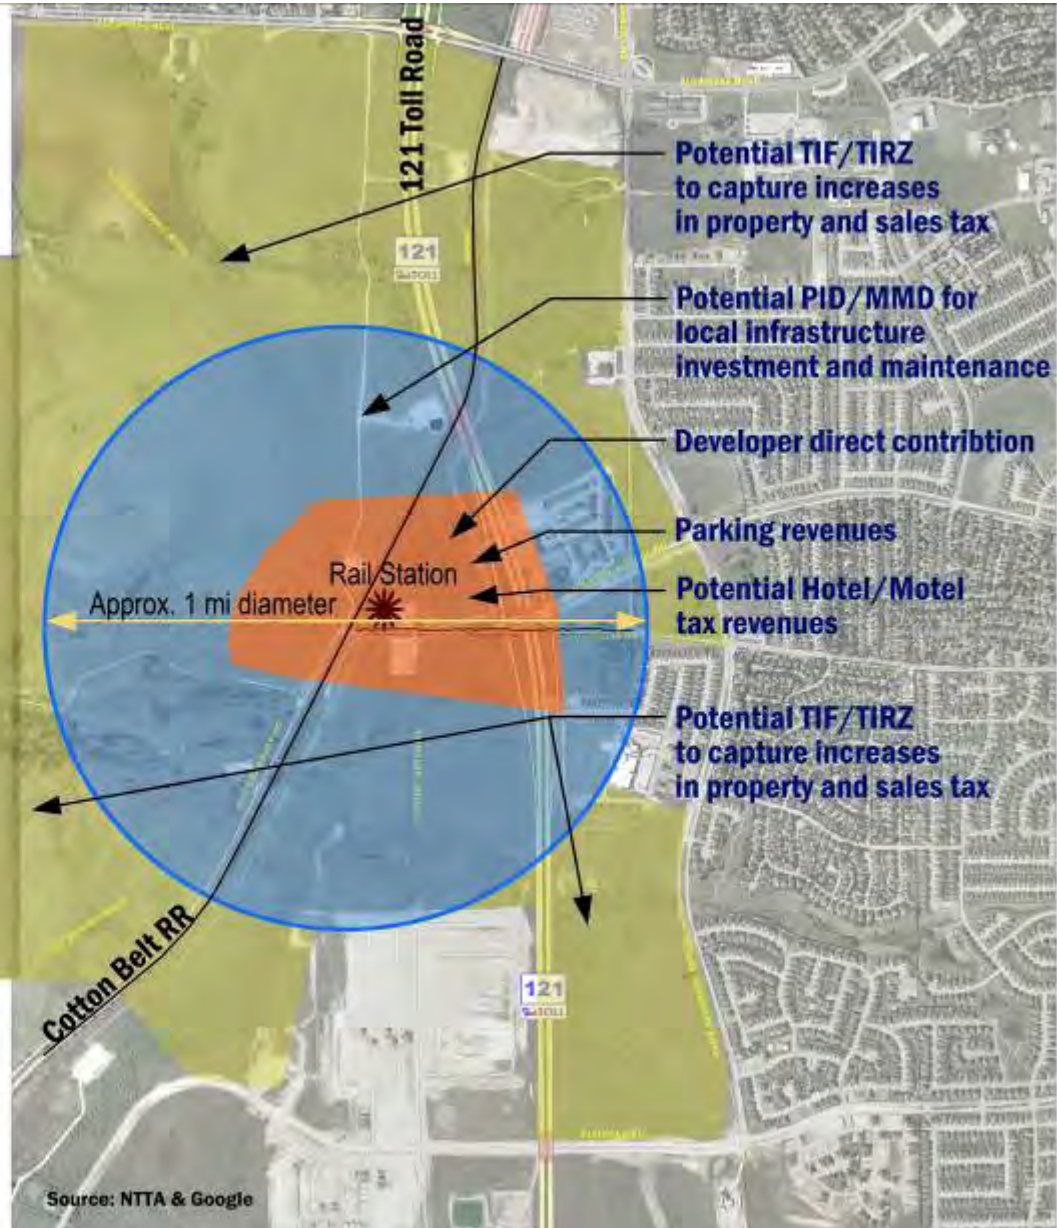 121 Toll Road
Potential TIF/TIRZ
to capture increases
in property and sales tax
121
Potential PID/MMD for
local infrastructure
investment and maintenance
Developer direct contribtion
Parking revenues
Rail Station
Potential Hotel/Motel
tax revenues
Approx. 1 mi diameter
Potential TIF/TIRZ
to capture increases
in property and sales tax
Cotton Belt RR
121
Source: NTTA & Google